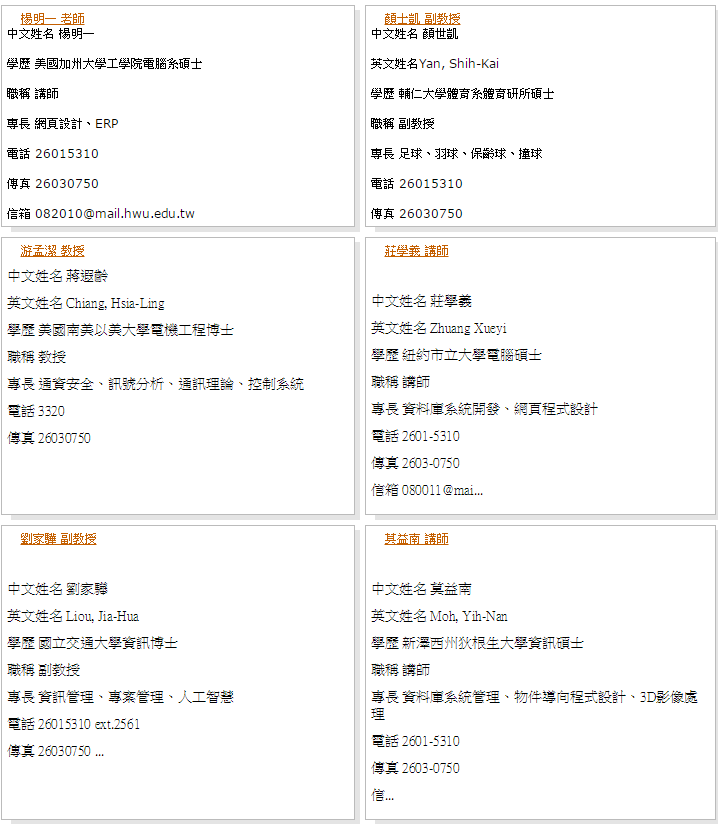 楊明一 老師
中文姓名 楊明一
學歷 美國加州大學工學院電腦系碩士
職稱 講師
專長 網頁設計、ERP
電話 26015310
傳真 26030750
信箱 082010@mail.hwu.edu.tw
顏士凱 副教授
中文姓名 顏世凱
英文姓名Yan, Shih-Kai
學歷 輔仁大學體育系體育研所碩士
職稱 副教授
專長 足球、羽球、保齡球、撞球
電話 26015310
傳真 26030750
游孟潔 教授
中文姓名 蔣遐齡
英文姓名 Chiang, Hsia-Ling
學歷 美國南美以美大學電機工程博士
職稱 教授
專長 通資安全、訊號分析、通訊理論、控制系統
電話 3320
傳真 26030750
莊學義 講師
中文姓名 莊學義
英文姓名 Zhuang Xueyi
學歷 紐約市立大學電腦碩士
職稱 講師
專長 資料庫系統開發、網頁程式設計
電話 2601-5310
傳真 2603-0750
信箱 080011@mai...
劉家驊 副教授
中文姓名 劉家驊
英文姓名 Liou, Jia-Hua
學歷 國立交通大學資訊博士
職稱 副教授
專長 資訊管理、專案管理、人工智慧
電話 26015310 ext.2561
傳真 26030750 ...
莫益南 講師
中文姓名 莫益南
英文姓名 Moh, Yih-Nan
學歷 新澤西州狄根生大學資訊碩士
職稱 講師
專長 資料庫系統管理、物件導向程式設計、3D影像處
理
電話 2601-5310
傳真 2603-0750
信...